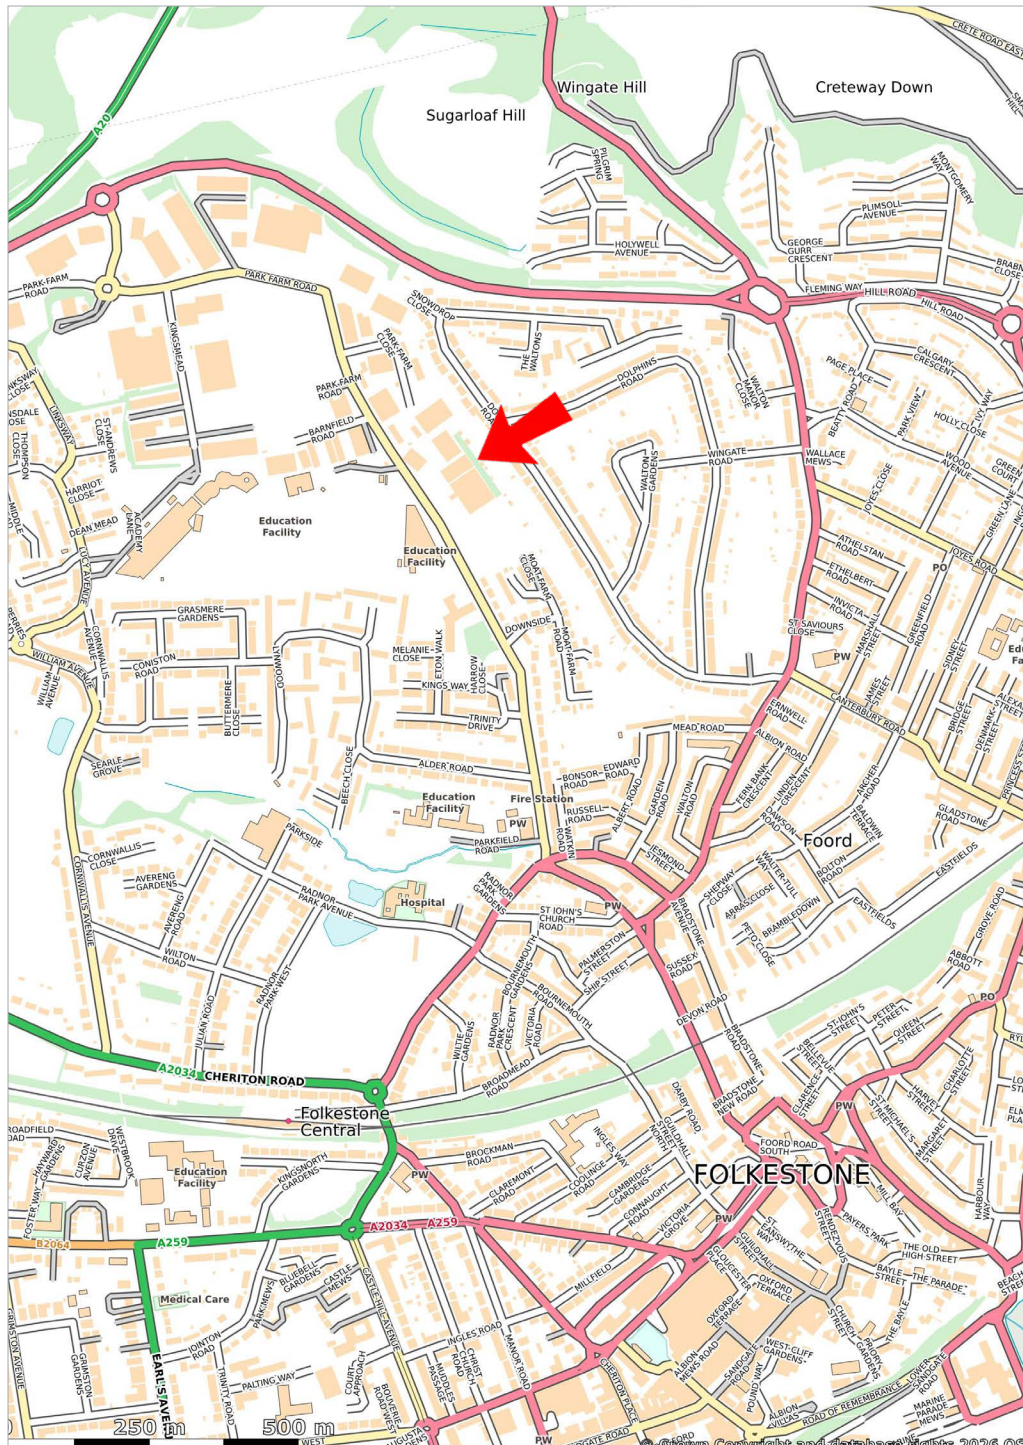 CRETE ROAD EAST
Wingate Hill
Creteway Down
Sugarloaf Hill
A20
PILGRIM
SPRING
MONTGOMERY
WAY
PLIMSOLL
AVENUE
HOLYWELL
AVENUE
GEORGE
GURR
CRESCENT
FLEMING WAY
HILL ROAD
HILL ROAD
PARK FARM
ROAD
PARK FARM ROAD
SNOWDROP
CLOSE
THE
WALTONS
PARK FARM
CLOSE
KINGSMEAD
DOLPHINS
ROAD
WALTON
MANOR
CLOSE
PAGE PLACE
CALGARY
CRESCENT
BEATTY ROAD
PARK VIEW
HOLLY CLOSE
IVY WAY
PARK FARM
ROAD
BARNFIELD
ROAD
LINKSWAY
ST ANDREWS
CLOSE
THOMPSON
CLOSE
HARRIOT
CLOSE
DEAN MEAD
ACADEMY
LANE
LUCY AVENUE
WALTON
GARDENS
WINGATE
ROAD
WALLACE
MEWS
WOOD
AVENUE
JOYES CLOSE
GREEN LANE
JOYES ROAD
Education
Facility
Education
Facility
ATHELSTAN
ROAD
ETHELBERT
ROAD
INVICTA
ROAD
PO
MARSHALL
STREET
GREENFIELD
ROAD
ST SAVIOURS
CLOSE
PW
JAMES
STREET
SIDNEY
STREET
CANTERBURY ROAD
BRIDGE
STREET
DENMARK
STREET
MOAT FARM
CLOSE
DOWNSIDE
MOAT FARM
ROAD
GRASMERE
GARDENS
CORNWALLIS
AVENUE
WILLIAM AVENUE
WILLIAM
AVENUE
CONISTON
ROAD
BUTTERMERE
CLOSE
LYNWOOD
MELANIE
CLOSE
ETON WALK
KINGS WAY
HARROW
CLOSE
TRINITY
DRIVE
SEARLE
GROVE
BEECH CLOSE
ALDER ROAD
MEAD ROAD
ERNWELL
ROAD
ALBION ROAD
BONSOR
ROAD
EDWARD
ROAD
ALBERT ROAD
GARDEN
ROAD
WALTON
ROAD
FERN BANK
CRESCENT
LINDEN
CRESCENT
DAWSON
ROAD
ARCHER
ROAD
BALDWIN
TERRACE
GLADSTONE
ROAD
Education
Facility
Fire Station
PW
RUSSELL
ROAD
WATKIN
ROAD
JESMOND
STREET
Foord
BOLTON
ROAD
EASTFIELDS
PARKSIDE
PARKFIELD
ROAD
CORNWALLIS
CLOSE
CORNWALLIS AVENUE
AVERENG
GARDENS
AVERENG
ROAD
RADNOR
PARK AVENUE
Hospital
RADNOR
PARK
GARDENS
ST JOHN'S
CHURCH
ROAD
PW
SHEPWAY
CLOSE
WALTER TULL
WAY
ARRAS CLOSE
BRAMBLEDOWN
EASTFIELDS
PETO CLOSE
GROVE ROAD
ABBOTT
ROAD
WILTON
ROAD
RADNOR
PARK WEST
JULIAN ROAD
BOURNEMOUTH
GARDENS
PALMERSTON
STREET
SHIP STREET
BRADSTONE
AVENUE
SUSSEX
ROAD
DEVON ROAD
BOURNEMOUTH
ROAD
RADNOR
PARK
CRESCENT
VICTORIA
ROAD
WILTIE
GARDENS
BROADMEAD
ROAD
BRADSTONE
ROAD
BRADSTONE
NEW ROAD
ST JOHN'S
STREET
PETER
STREET
QUEEN
STREET
BELLEVUE
STREET
CLARENCE
STREET
PO
CHARLOTTE
STREET
HARVEY
STREET
ST MICHAEL'S
STREET
MARGARET
STREET
PW
A2034
CHERITON ROAD
Folkestone
Central
DARBY ROAD
GUILDHALL
STREET
NORTH
FOORD ROAD
SOUTH
FOLKESTONE
HAYWARD
GARDENS
CURZON
AVENUE
WESTBROOK
DRIVE
FOSTER WAY
Education
Facility
KINGSNORTH
GARDENS
PW
BROCKMAN
ROAD
CLAREMONT
ROAD
COOLINGE
ROAD
INGLES WAY
CAMBRIDGE
GARDENS
CONNAUGHT
ROAD
VICTORIA
GROVE
PW
MILL BAY
HARBOUR
WAY
B2064
A259
A2034
A259
ST
EANSWYTHE
WAY
RENDEZVOUS
STREET
PAYERS PARK
THE OLD
HIGH STREET
BAYLE
STREET
THE PARADE
THE BAYLE
GUILDHALL
STREET
GLOUCESTER
PLACE
OXFORD
TERRACE
OXFORD
TERRACE
MILLFIELD
BLUEBELL
GARDENS
CASTLE
MEWS
PARK MEWS
Medical Care
JOINTON
ROAD
TRINITY ROAD
PALTING WAY
CASTLE HILL AVENUE
INGLES ROAD
COURT
APPROACH
BOUVERIE
ROAD WEST
MUDDLES
PASSAGE
CHRIST
CHURCH
ROAD
MANOR ROAD
CHERITON PLACE
ALBION
MEWS ROAD
SANDGATE
ROAD
WEST CLIFF
GARDENS
POUND WAY
CHURCH
STREET
PRIORY
GARDENS
ALBION
VILLAS
ROAD OF REMEMBRANCE
LOWER
SANDGATE
ROAD
MARINE
PARADE
MEWS
GRIMSTON AVENUE
GRIMSTON
GARDENS
EARL'S AVENUE
PW
250 m
500 m